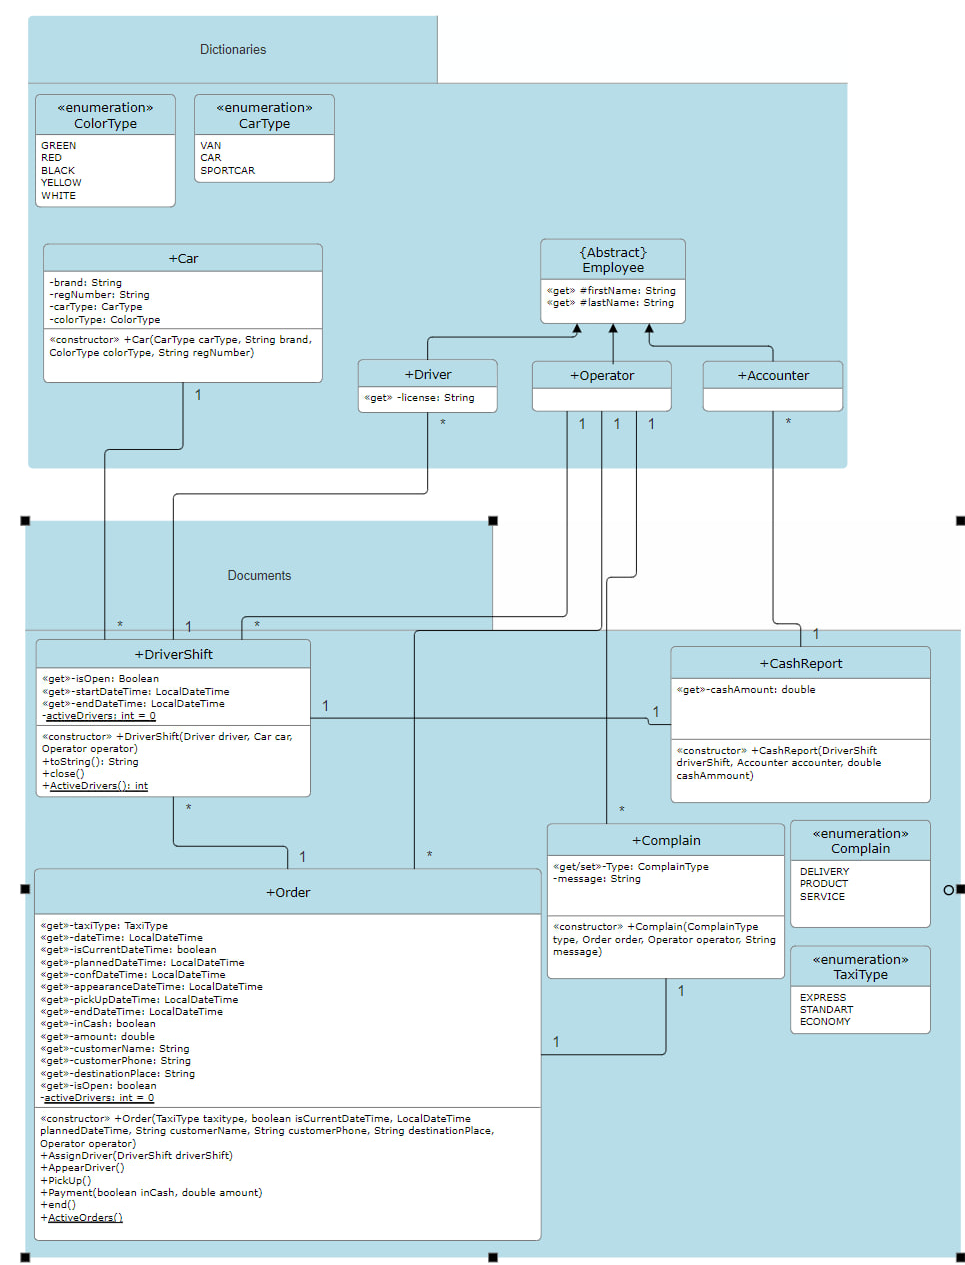 Dictionaries
«enumeration»
ColorType
GREEN
RED
BLACK
YELLOW
WHITE
«enumeration»
CarType
VAN
CAR
SPORTCAR
+Car
-brand: String
-regNumber: String
-carType: CarType
-colorType: ColorType
«constructor» +Car(CarType carType, String brand,
ColorType colorType, String regNumber)
{Abstract}
Employee
«get» #firstName: String
«get» #lastName: String
+Driver
«get» -license: String
+Operator
+Accounter
1
*
1
1
1
*
Documents
*
1
*
1
+DriverShift
«get»-isOpen: Boolean
«get»-startDateTime: LocalDateTime
«get»-endDateTime: LocalDateTime
-activeDrivers: int = 0
«constructor» +DriverShift(Driver driver, Car car,
Operator operator)
+toString(): String
+close()
+ActiveDrivers(): int
1
1
+CashReport
«get»-cashAmount: double
«constructor» +CashReport(DriverShift
driverShift, Accounter accounter, double
cashAmmount)
*
1
*
*
+Complain
«get/set»-Type: ComplainType
-message: String
«constructor» +Complain(ComplainType
type, Order order, Operator operator, String
message)
«enumeration»
Complain
DELIVERY
PRODUCT
SERVICE
«enumeration»
TaxiType
EXPRESS
STANDART
ECONOMY
1
1
+Order
«get»-taxiType: TaxiType
«get»-dateTime: LocalDateTime
«get»-isCurrentDateTime: boolean
«get»-plannedDateTime: LocalDateTime
«get»-confDateTime: LocalDateTime
«get»-appearanceDateTime: LocalDateTime
«get»-pickUpDateTime: LocalDateTime
«get»-endDateTime: LocalDateTime
«get»-inCash: boolean
«get»-amount: double
«get»-customerName: String
«get»-customerPhone: String
«get»-destinationPlace: String
«get»-isOpen: boolean
-activeDrivers: int = 0
«constructor» +Order(TaxiType taxitype, boolean isCurrentDateTime, LocalDateTime
plannedDateTime, String customerName, String customerPhone, String destinationPlace,
Operator operator)
+AssignDriver(DriverShift driverShift)
+AppearDriver()
+PickUp()
+Payment(boolean inCash, double amount)
+end()
+ActiveOrders()